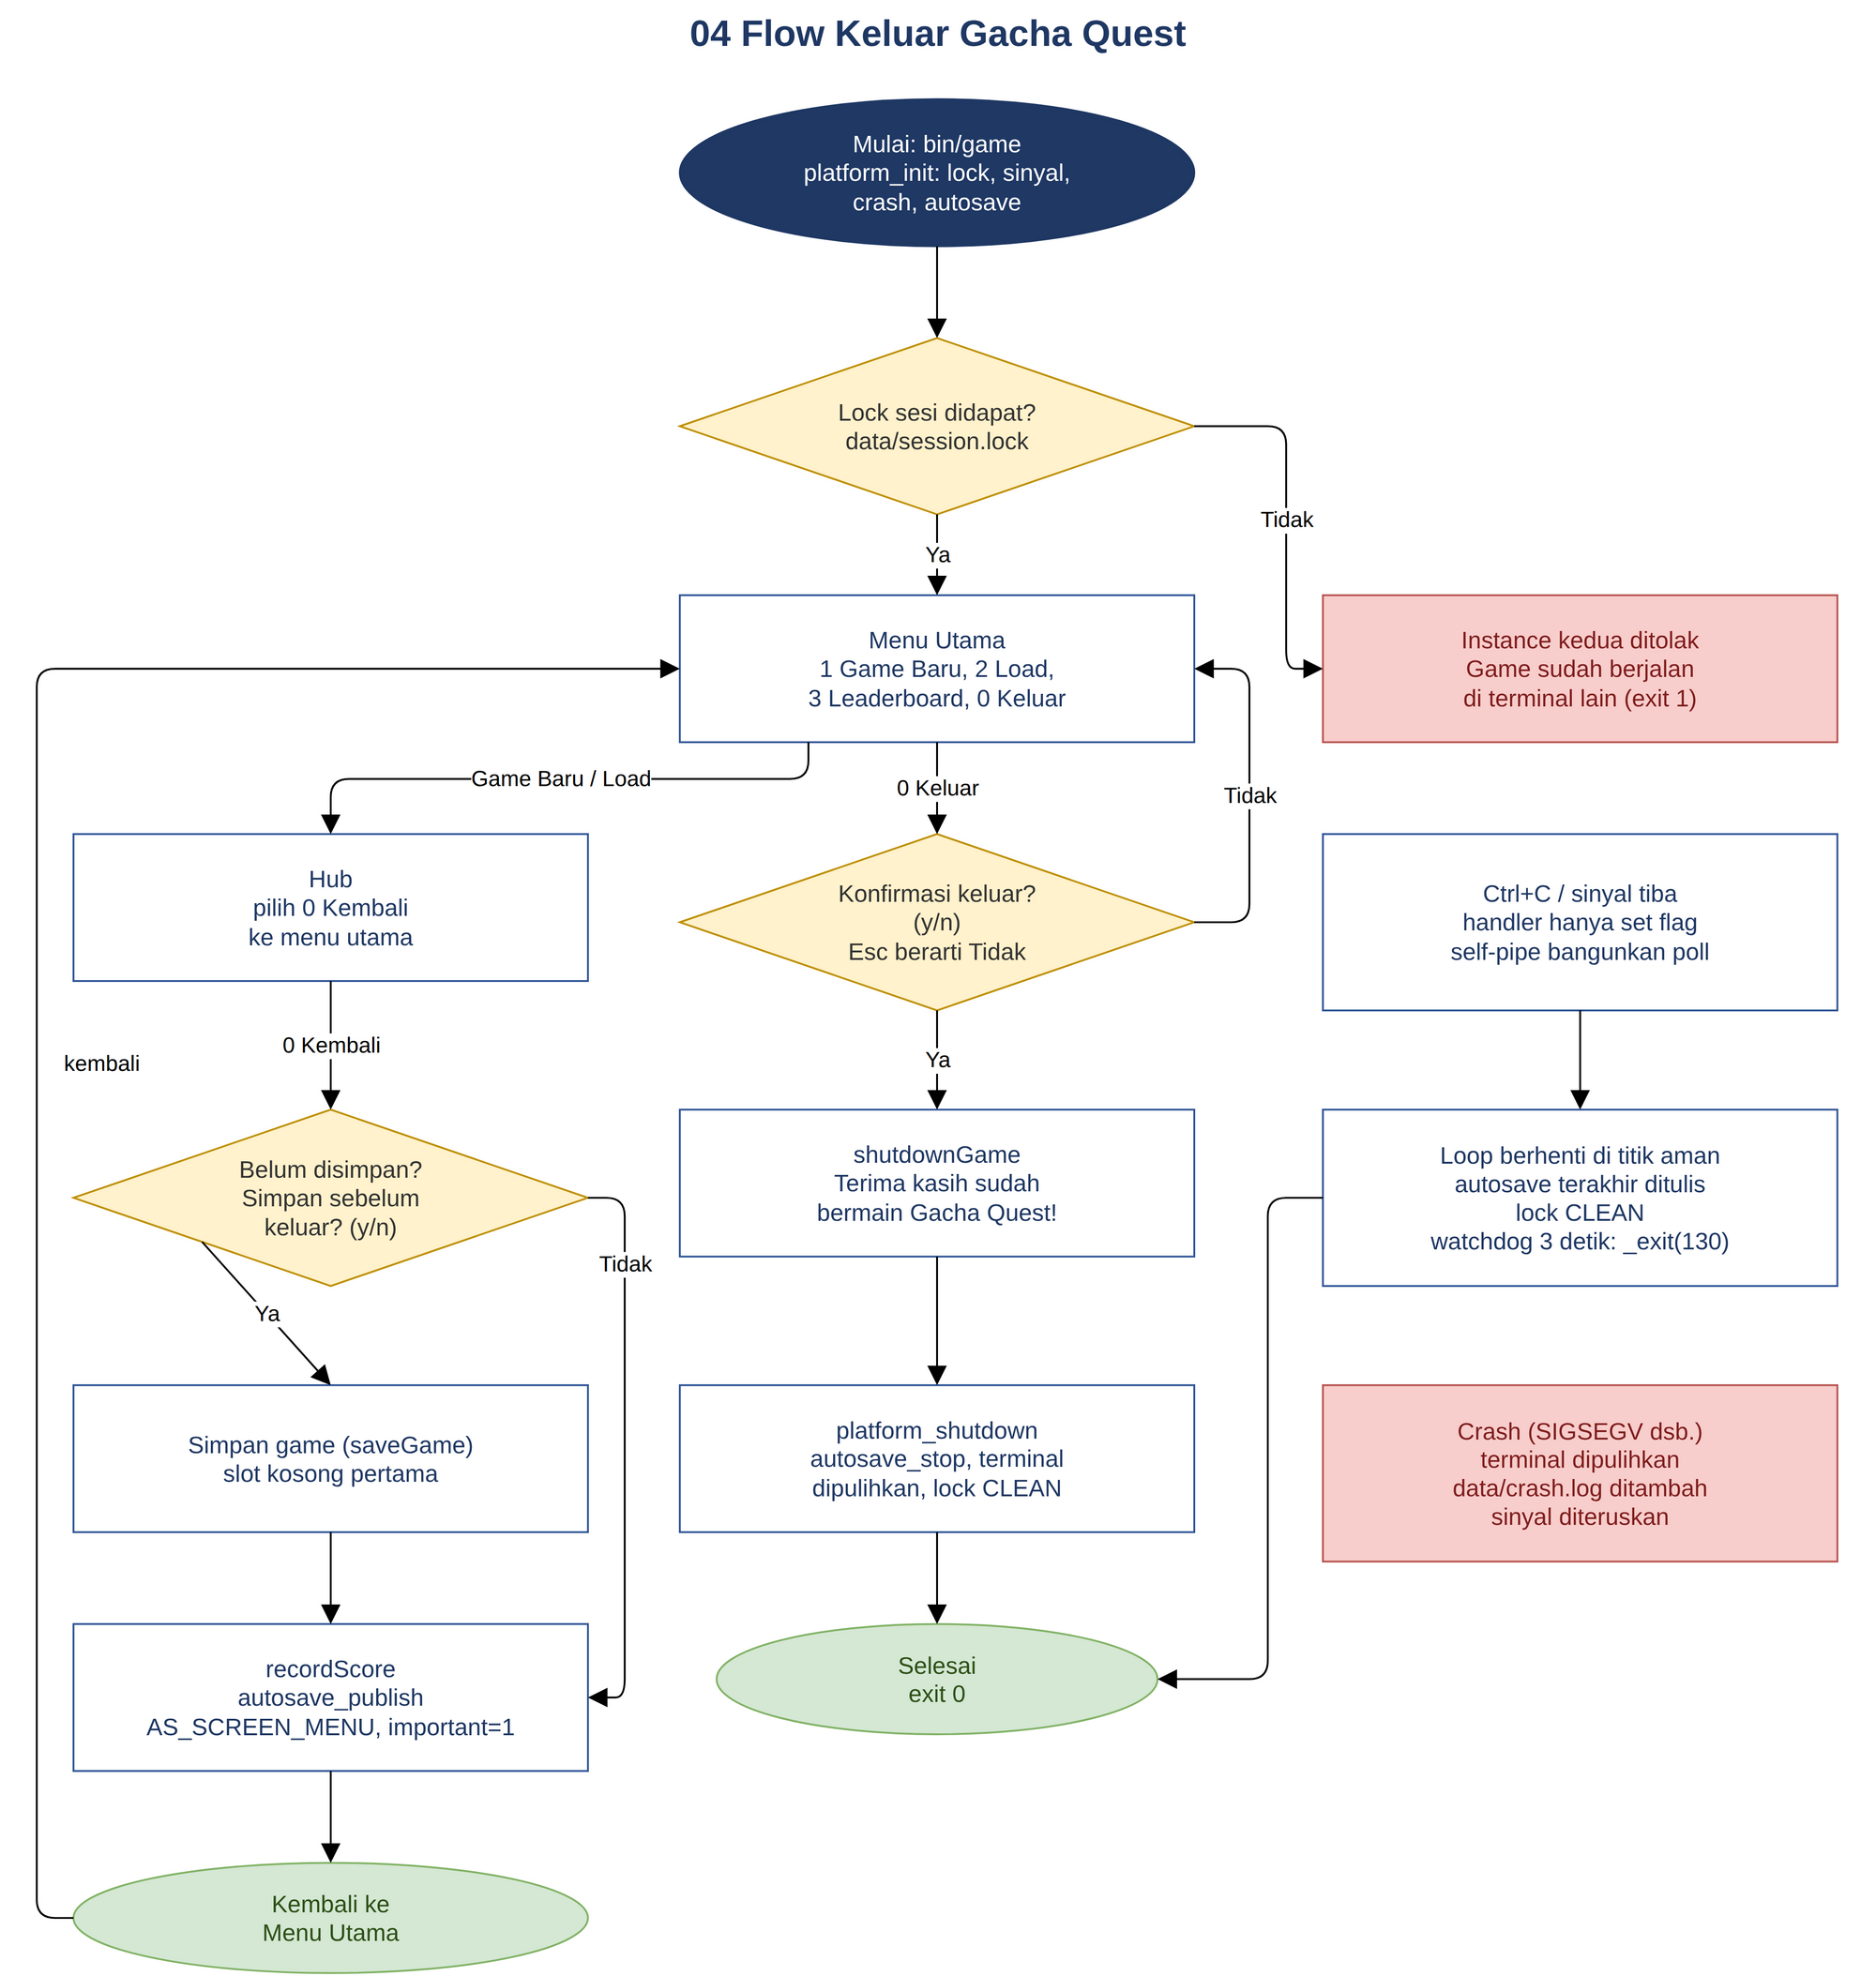 04 Flow Keluar Gacha Quest
Mulai: bin/game
platform_init: lock, sinyal,
crash, autosave
Lock sesi didapat?
data/session.lock
Tidak
Ya
Menu Utama
1 Game Baru, 2 Load,
3 Leaderboard, 0 Keluar
Instance kedua ditolak
Game sudah berjalan
di terminal lain (exit 1)
Game Baru / Load
0 Keluar
Tidak
Hub
pilih 0 Kembali
ke menu utama
Konfirmasi keluar?
(y/n)
Esc berarti Tidak
Ctrl+C / sinyal tiba
handler hanya set flag
self-pipe bangunkan poll
0 Kembali
kembali
Ya
Belum disimpan?
Simpan sebelum
keluar? (y/n)
shutdownGame
Terima kasih sudah
bermain Gacha Quest!
Loop berhenti di titik aman
autosave terakhir ditulis
lock CLEAN
watchdog 3 detik: _exit(130)
Tidak
Ya
Simpan game (saveGame)
slot kosong pertama
platform_shutdown
autosave_stop, terminal
dipulihkan, lock CLEAN
Crash (SIGSEGV dsb.)
terminal dipulihkan
data/crash.log ditambah
sinyal diteruskan
recordScore
autosave_publish
AS_SCREEN_MENU, important=1
Selesai
exit 0
Kembali ke
Menu Utama